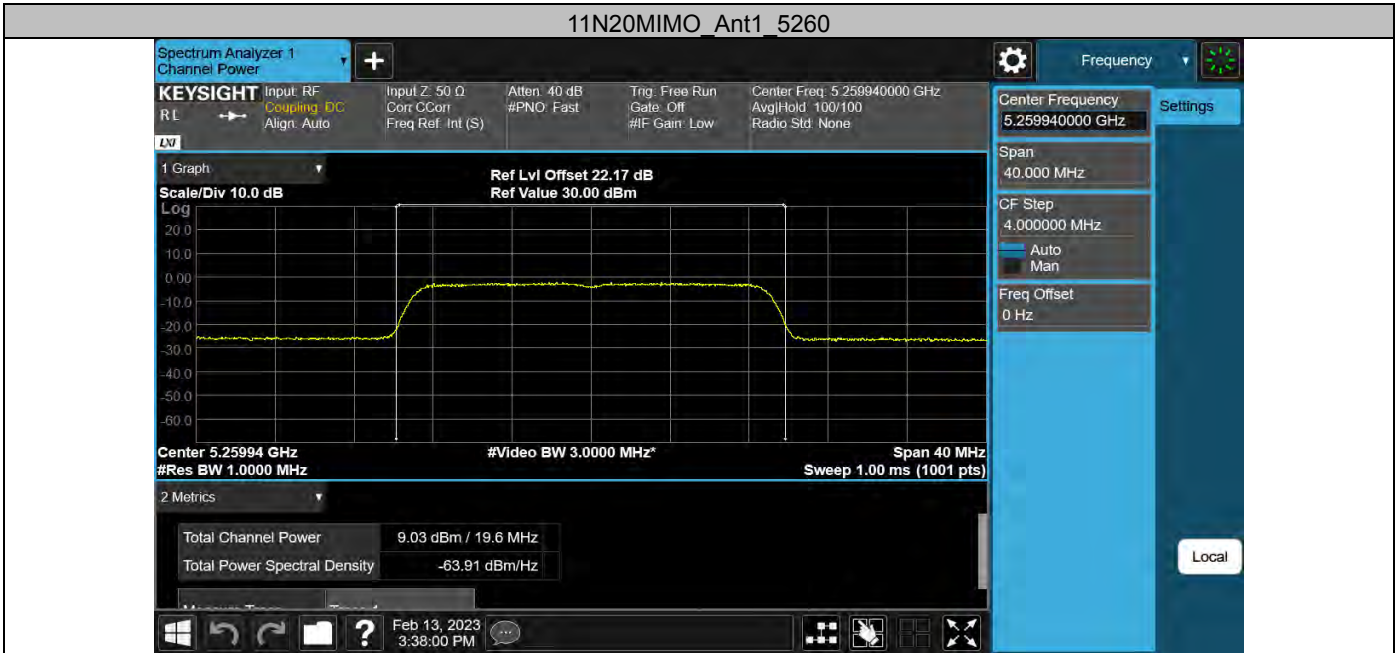 11N20MIMO_Ant1_5260
Spectrum Analyzer 1
Channel Power
Frequency
KEYSIGHT
RL
LXI
Input: RF
Coupling: DC
Align: Auto
Input Z: 50 Ω
Corr CCorr
Freq Ref: Int (S)
Atten: 40 dB
#PNO: Fast
Trig: Free Run
Gate: Off
#IF Gain: Low
Center Freq: 5.259940000 GHz
Avg|Hold: 100/100
Radio Std: None
Center Frequency
5.259940000 GHz
Settings
Span
40.000 MHz
CF Step
4.000000 MHz
Auto
Man
Freq Offset
0 Hz
1 Graph
Scale/Div 10.0 dB
Ref Lvl Offset 22.17 dB
Ref Value 30.00 dBm
Log
20.0
10.0
0.00
-10.0
-20.0
-30.0
-40.0
-50.0
-60.0
Center 5.25994 GHz
#Video BW 3.0000 MHz*
Span 40 MHz
#Res BW 1.0000 MHz
Sweep 1.00 ms (1001 pts)
2 Metrics
Total Channel Power 9.03 dBm / 19.6 MHz
Total Power Spectral Density -63.91 dBm/Hz
Local
?
Feb 13, 2023
3:38:00 PM